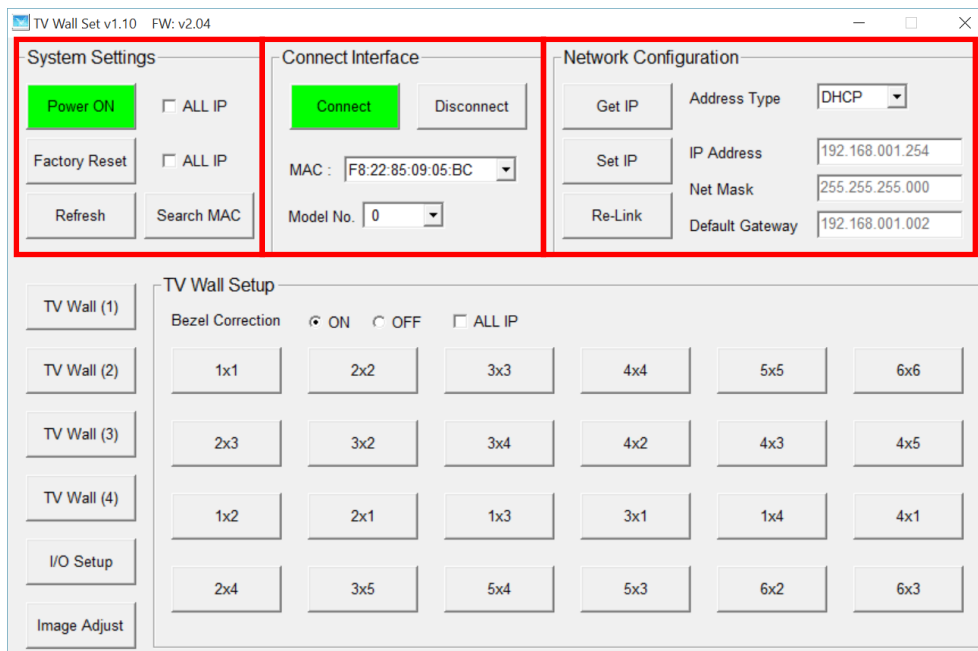 TV Wall Set v1.10 FW: v2.04
System Settings
Power ON ALL IP
Factory Reset ALL IP
Refresh Search MAC
Connect Interface
Connect Disconnect
MAC : F8:22:85:09:05:BC
Model No. 0
Network Configuration
Get IP Address Type DHCP
Set IP IP Address 192.168.001.254
Net Mask 255.255.255.000
Re-Link Default Gateway 192.168.001.002
TV Wall (1)
TV Wall (2)
TV Wall (3)
TV Wall (4)
I/O Setup
Image Adjust
TV Wall Setup
Bezel Correction ON OFF ALL IP
1x1 2x2 3x3 4x4 5x5 6x6
2x3 3x2 3x4 4x2 4x3 4x5
1x2 2x1 1x3 3x1 1x4 4x1
2x4 3x5 5x4 5x3 6x2 6x3